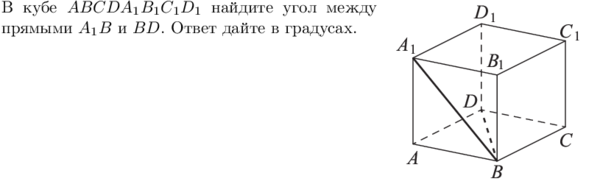 В кубе ABCDA₁B₁C₁D₁ найдите угол между
прямыми A₁B и BD. Ответ дайте в градусах.
D₁
C₁
A₁
B₁
D
C
A
B